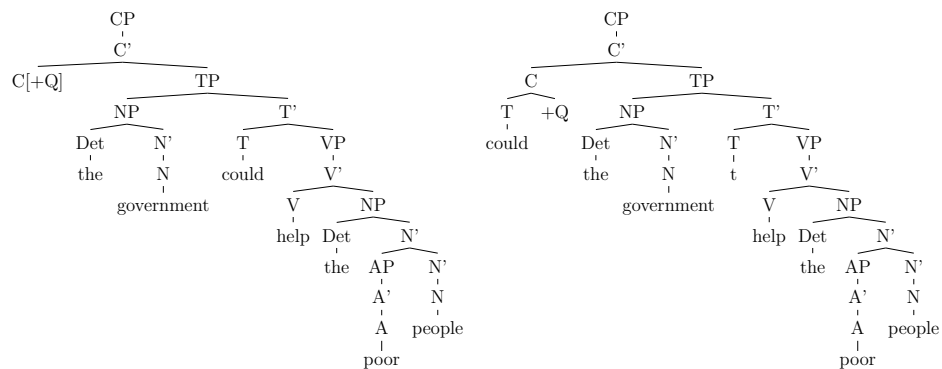 CP CP
C' C'
C[+Q] TP C TP
NP T' T +Q NP T'
Det N' T VP could Det N' T VP
the N could V' the N t V'
government V NP government V NP
help Det N' help Det N'
the AP N' the AP N'
A' N A' N
A people A people
poor poor